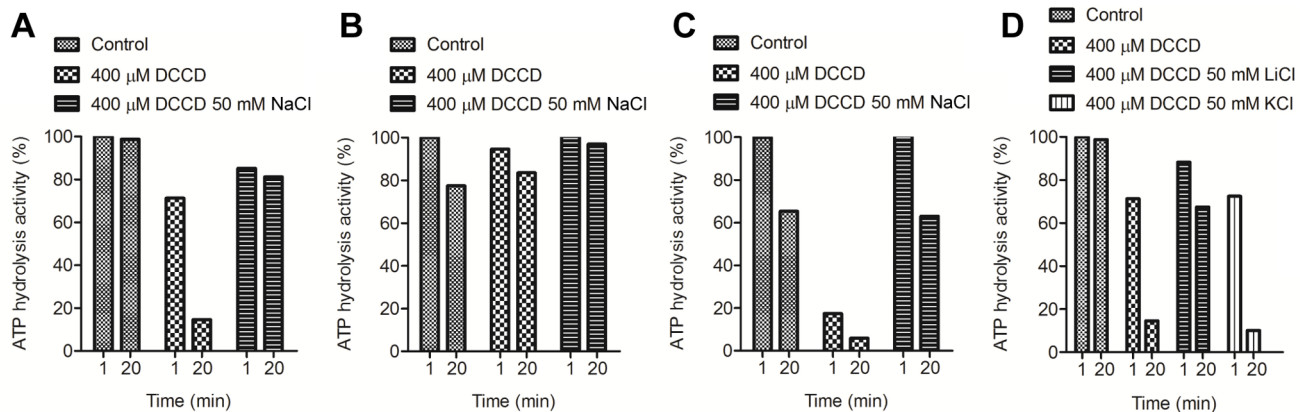 A
Control
400 μM DCCD
400 μM DCCD 50 mM NaCl
ATP hydrolysis activity (%)
100
80
60
40
20
0
1 20 1 20 1 20
Time (min)
B
Control
400 μM DCCD
400 μM DCCD 50 mM NaCl
ATP hydrolysis activity (%)
100
80
60
40
20
0
1 20 1 20 1 20
Time (min)
C
Control
400 μM DCCD
400 μM DCCD 50 mM NaCl
ATP hydrolysis activity (%)
100
80
60
40
20
0
1 20 1 20 1 20
Time (min)
D
Control
400 μM DCCD
400 μM DCCD 50 mM LiCl
400 μM DCCD 50 mM KCl
ATP hydrolysis activity (%)
100
80
60
40
20
0
1 20 1 20 1 20 1 20
Time (min)